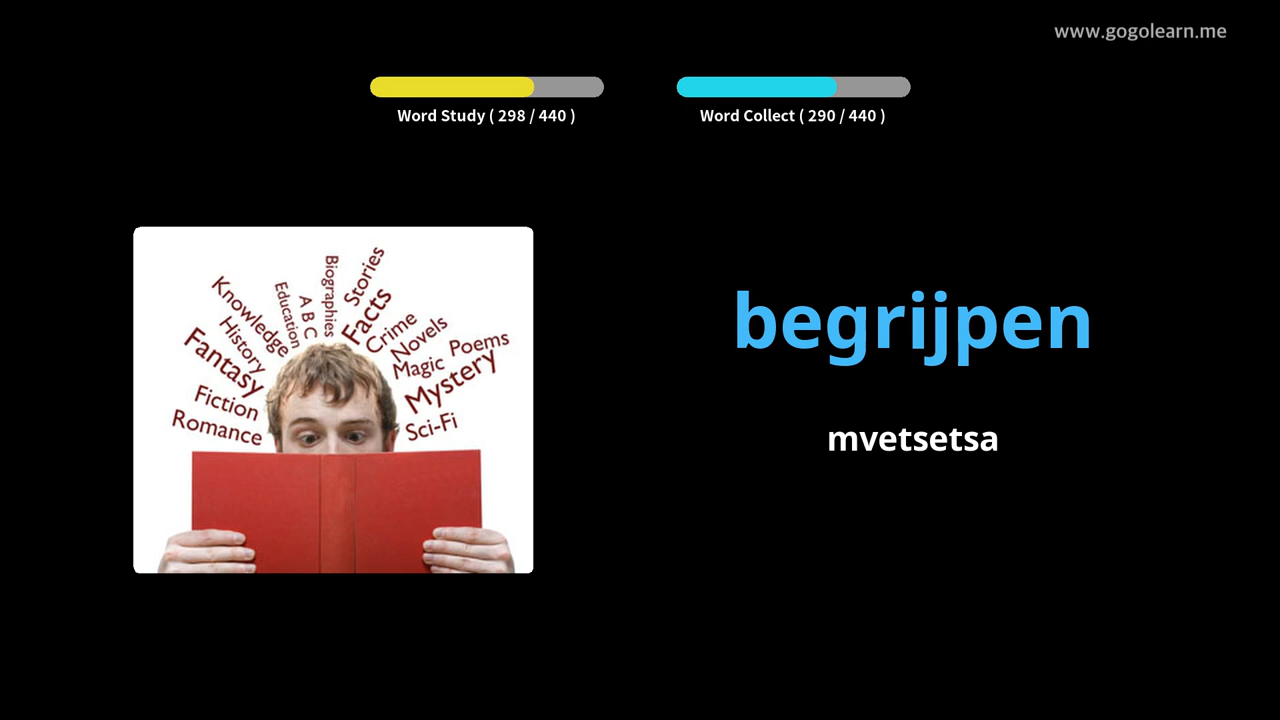 www.gogolearn.me
Word Study ( 298 / 440 )
Word Collect ( 290 / 440 )
Knowledge
Education
A B C
Biographies
Stories
Facts
History
Crime
Novels
Poems
Fantasy
Magic
Mystery
Fiction
Romance
Sci-Fi
begrijpen
mvetsetsa